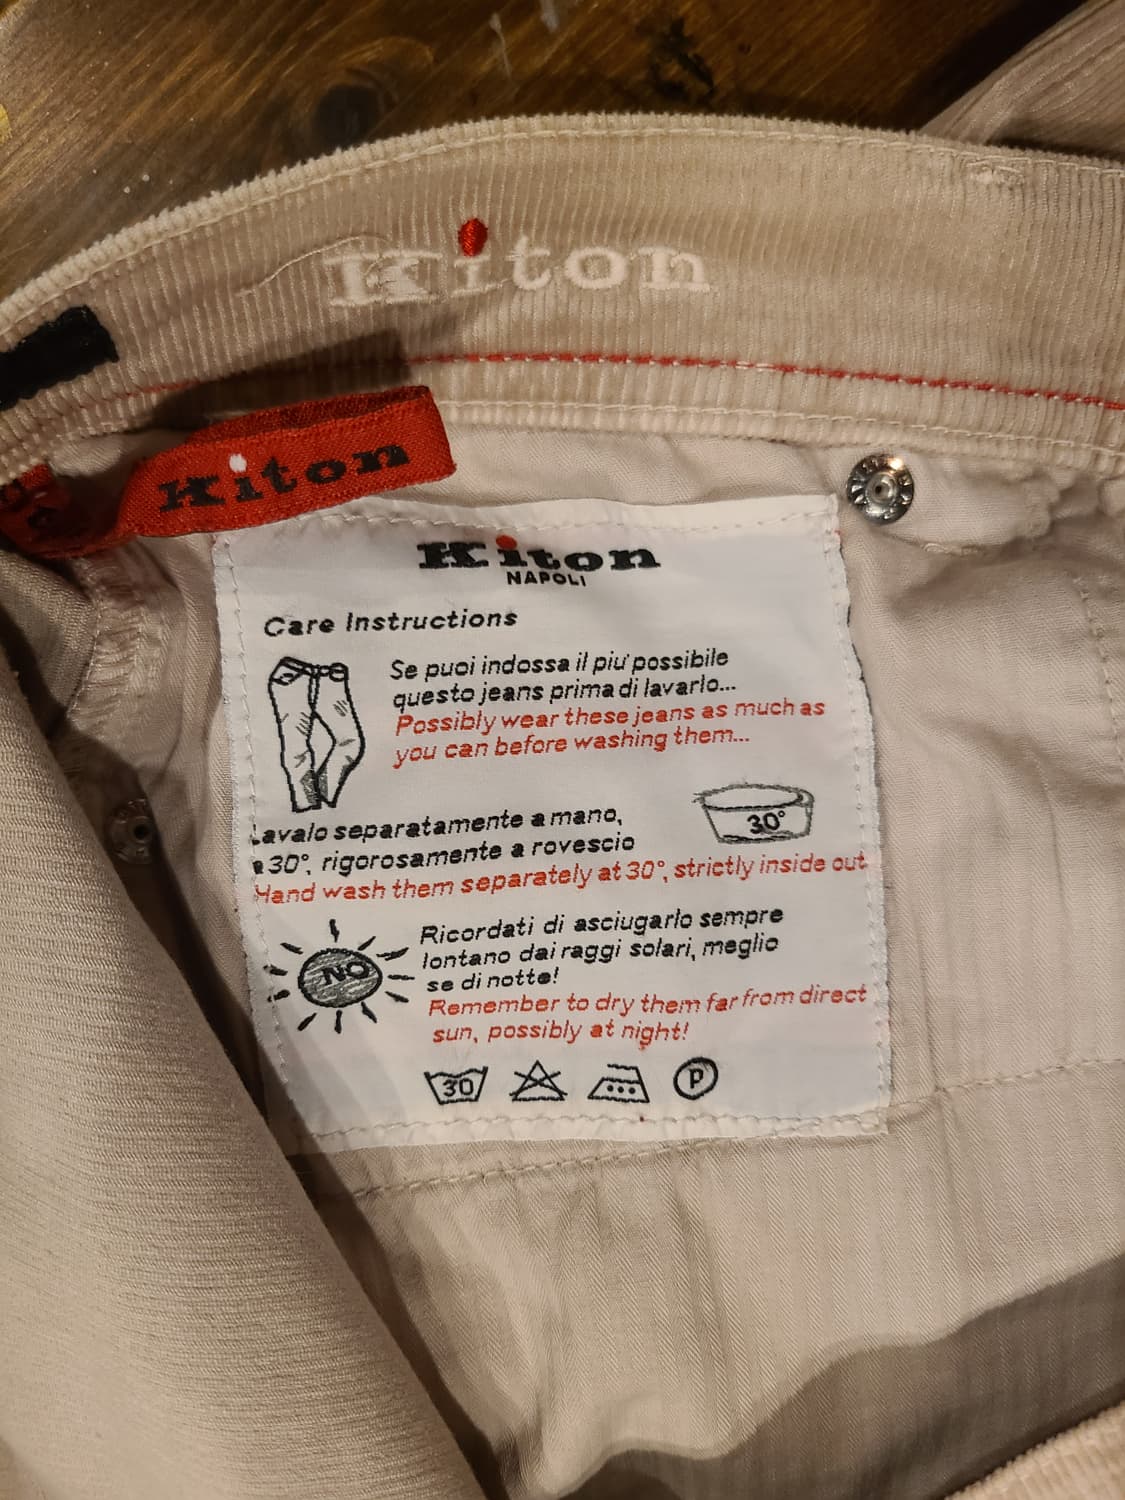 Kiton
Kiton
Kiton
NAPOLI
Care Instructions
Se puoi indossa il piu' possibile
questo jeans prima di lavarlo...
Possibly wear these jeans as much as
you can before washing them...
Lavalo separatamente a mano,
a 30°, rigorosamente a rovescio
30°
Hand wash them separately at 30°, strictly inside out
NO
Ricordati di asciugarlo sempre
lontano dai raggi solari, meglio
se di notte!
Remember to dry them far from direct
sun, possibly at night!
30
P